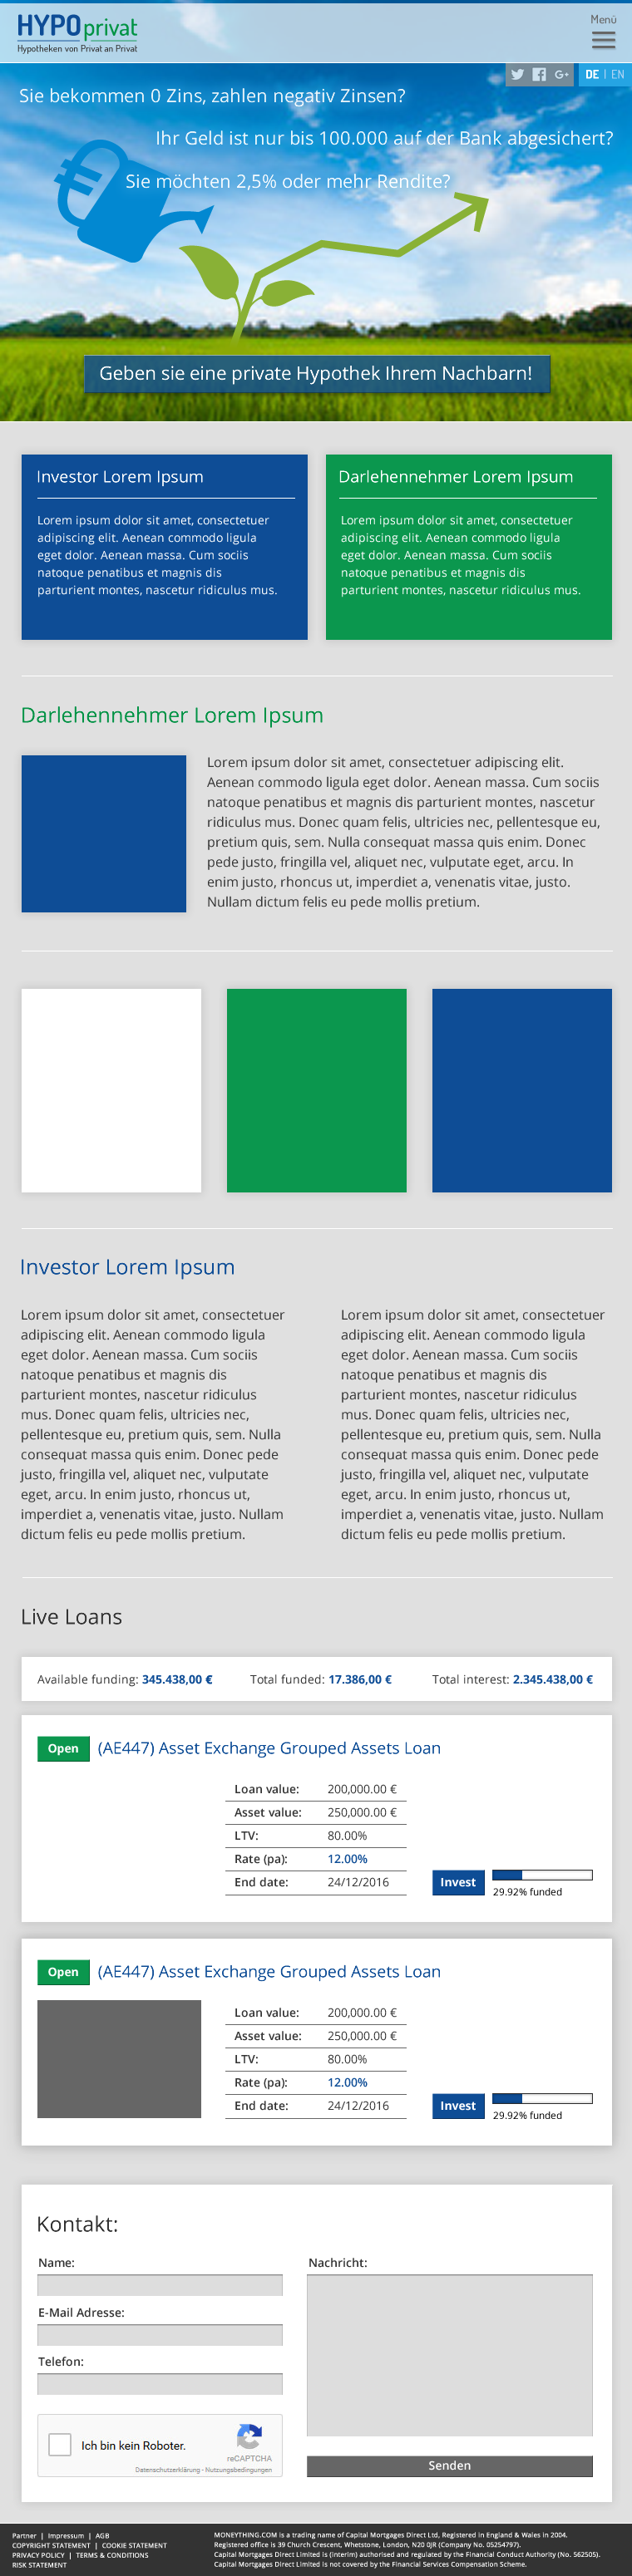 HYPOprivat
Hypotheken von Privat an Privat
Menü
DE | EN
Sie bekommen 0 Zins, zahlen negativ Zinsen?
Ihr Geld ist nur bis 100.000 auf der Bank abgesichert?
Sie möchten 2,5% oder mehr Rendite?
Geben sie eine private Hypothek Ihrem Nachbarn!
Investor Lorem Ipsum
Lorem ipsum dolor sit amet, consectetuer
adipiscing elit. Aenean commodo ligula
eget dolor. Aenean massa. Cum sociis
natoque penatibus et magnis dis
parturient montes, nascetur ridiculus mus.
Darlehennehmer Lorem Ipsum
Lorem ipsum dolor sit amet, consectetuer
adipiscing elit. Aenean commodo ligula
eget dolor. Aenean massa. Cum sociis
natoque penatibus et magnis dis
parturient montes, nascetur ridiculus mus.
Darlehennehmer Lorem Ipsum
Lorem ipsum dolor sit amet, consectetuer adipiscing elit.
Aenean commodo ligula eget dolor. Aenean massa. Cum sociis
natoque penatibus et magnis dis parturient montes, nascetur
ridiculus mus. Donec quam felis, ultricies nec, pellentesque eu,
pretium quis, sem. Nulla consequat massa quis enim. Donec
pede justo, fringilla vel, aliquet nec, vulputate eget, arcu. In
enim justo, rhoncus ut, imperdiet a, venenatis vitae, justo.
Nullam dictum felis eu pede mollis pretium.
Investor Lorem Ipsum
Lorem ipsum dolor sit amet, consectetuer
adipiscing elit. Aenean commodo ligula
eget dolor. Aenean massa. Cum sociis
natoque penatibus et magnis dis
parturient montes, nascetur ridiculus
mus. Donec quam felis, ultricies nec,
pellentesque eu, pretium quis, sem. Nulla
consequat massa quis enim. Donec pede
justo, fringilla vel, aliquet nec, vulputate
eget, arcu. In enim justo, rhoncus ut,
imperdiet a, venenatis vitae, justo. Nullam
dictum felis eu pede mollis pretium.
Lorem ipsum dolor sit amet, consectetuer
adipiscing elit. Aenean commodo ligula
eget dolor. Aenean massa. Cum sociis
natoque penatibus et magnis dis
parturient montes, nascetur ridiculus
mus. Donec quam felis, ultricies nec,
pellentesque eu, pretium quis, sem. Nulla
consequat massa quis enim. Donec pede
justo, fringilla vel, aliquet nec, vulputate
eget, arcu. In enim justo, rhoncus ut,
imperdiet a, venenatis vitae, justo. Nullam
dictum felis eu pede mollis pretium.
Live Loans
Available funding: 345.438,00 € Total funded: 17.386,00 € Total interest: 2.345.438,00 €
Open (AE447) Asset Exchange Grouped Assets Loan
Loan value: 200,000.00 €
Asset value: 250,000.00 €
LTV: 80.00%
Rate (pa): 12.00%
End date: 24/12/2016
Invest
29.92% funded
Open (AE447) Asset Exchange Grouped Assets Loan
Loan value: 200,000.00 €
Asset value: 250,000.00 €
LTV: 80.00%
Rate (pa): 12.00%
End date: 24/12/2016
Invest
29.92% funded
Kontakt:
Name:
E-Mail Adresse:
Telefon:
Ich bin kein Roboter.
reCAPTCHA
Datenschutzerklärung - Nutzungsbedingungen
Nachricht:
Senden
Partner | Impressum | AGB
COPYRIGHT STATEMENT | COOKIE STATEMENT
PRIVACY POLICY | TERMS & CONDITIONS
RISK STATEMENT
MONEYTHING.COM is a trading name of Capital Mortgages Direct Ltd, Registered in England & Wales in 2004.
Registered office is 39 Church Crescent, Whetstone, London, N20 0JR (Company No. 05254797).
Capital Mortgages Direct Limited is (interim) authorised and regulated by the Financial Conduct Authority (No. 562505).
Capital Mortgages Direct Limited is not covered by the Financial Services Compensation Scheme.